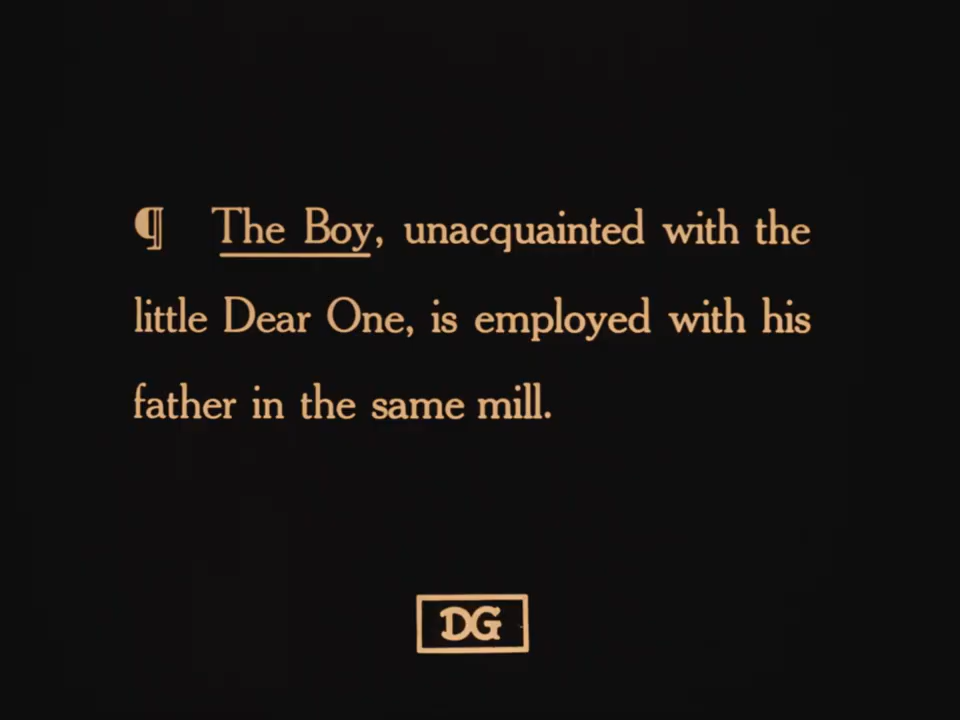 ¶ The Boy, unacquainted with the
little Dear One, is employed with his
father in the same mill.
DG